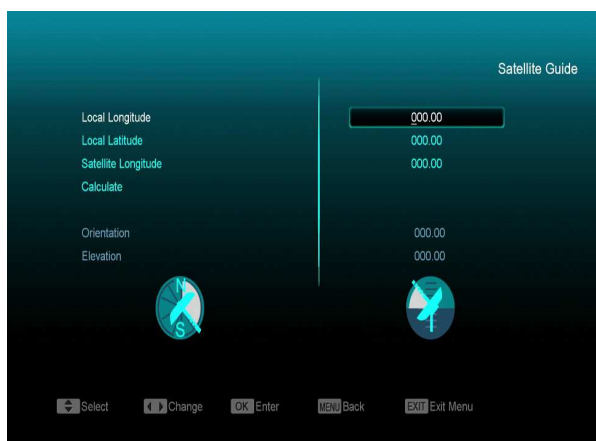 Satellite Guide
Local Longitude 000.00
Local Latitude 000.00
Satellite Longitude 000.00
Calculate
Orientation 000.00
Elevation 000.00
N
S
Select Change OK Enter MENU Back EXIT Exit Menu